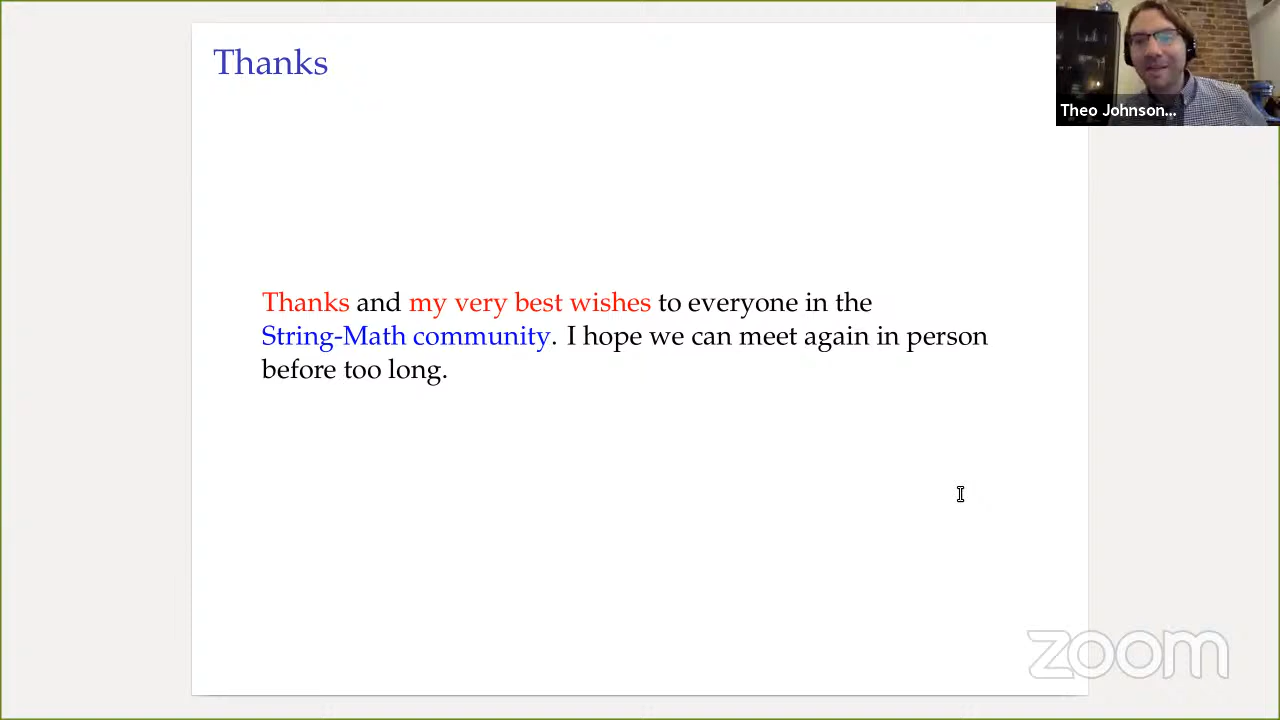 Thanks
Theo Johnson...
Thanks and my very best wishes to everyone in the
String-Math community. I hope we can meet again in person
before too long.
zoom